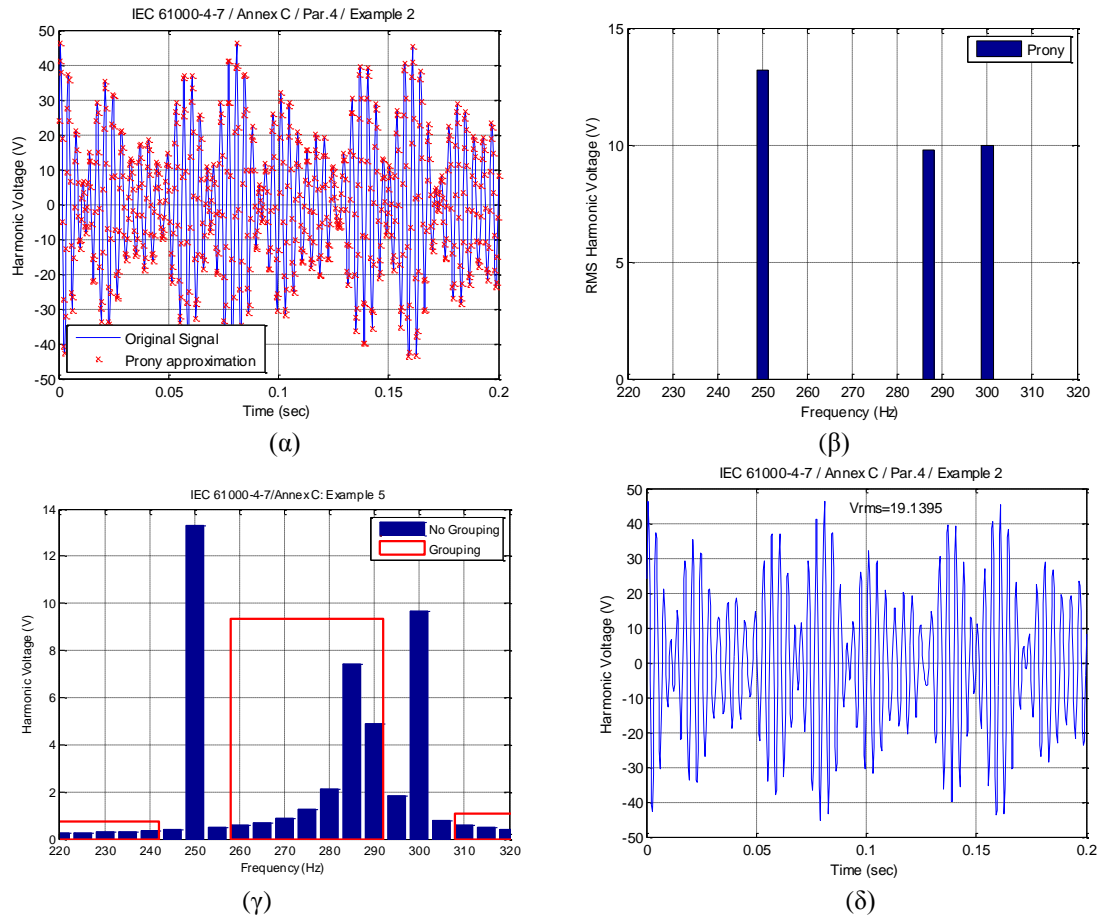 IEC 61000-4-7 / Annex C / Par.4 / Example 2
50
40
30
20
10
0
-10
-20
-30
-40
-50
Harmonic Voltage (V)
Original Signal
Prony approximation
0 0.05 0.1 0.15 0.2
Time (sec)
(α)
15
10
5
0
RMS Harmonic Voltage (V)
Prony
220 230 240 250 260 270 280 290 300 310 320
Frequency (Hz)
(β)
IEC 61000-4-7/Annex C: Example 5
14
12
10
8
6
4
2
0
Harmonic Voltage (V)
No Grouping
Grouping
220 230 240 250 260 270 280 290 300 310 320
Frequency (Hz)
(γ)
IEC 61000-4-7 / Annex C / Par.4 / Example 2
50
40
30
20
10
0
-10
-20
-30
-40
-50
Harmonic Voltage (V)
Vrms=19.1395
0 0.05 0.1 0.15 0.2
Time (sec)
(δ)